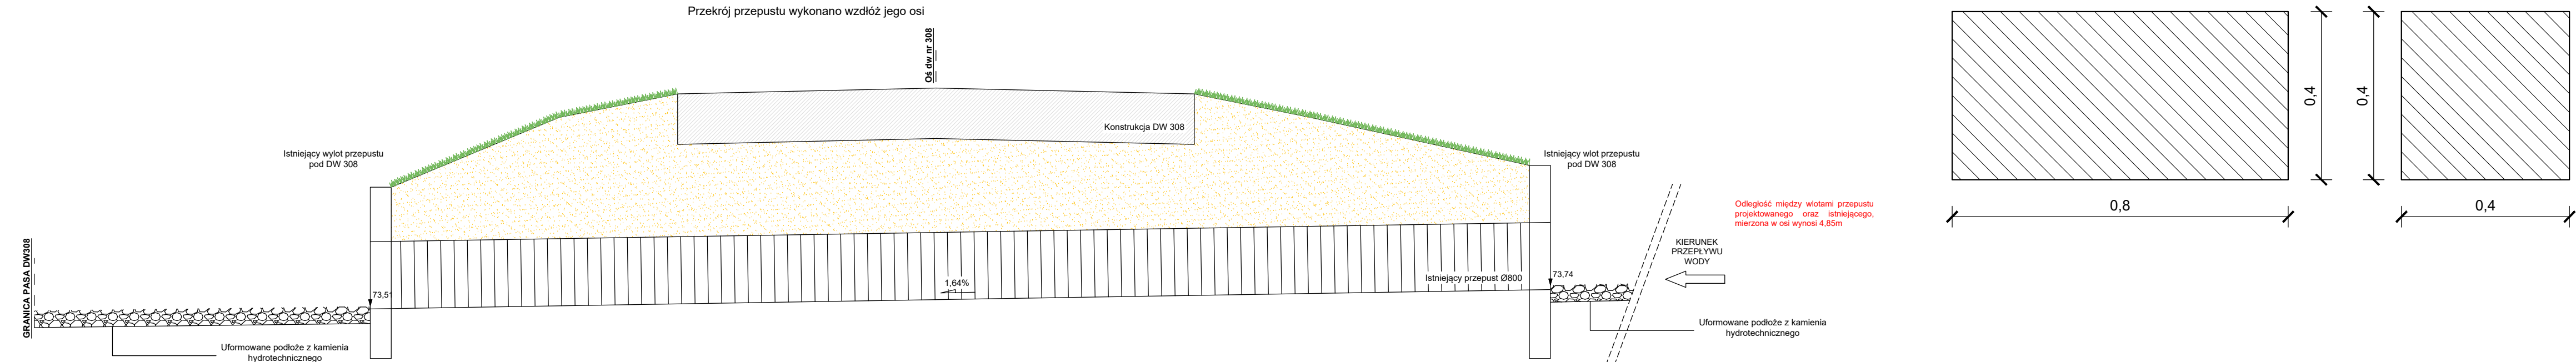 Przekrój przepustu wykonano wzdłóż jego osi
Oś dw nr 308
Konstrukcja DW 308
Istniejący wylot przepustu
pod DW 308
Istniejący wlot przepustu
pod DW 308
Odległość między wlotami przepustu
projektowanego oraz istniejącego,
mierzona w osi wynosi 4,85m
KIERUNEK
PRZEPŁYWU
WODY
GRANICA PASA DW308
73,51
1,64%
Istniejący przepust Ø800
73,74
Uformowane podłoże z kamienia
hydrotechnicznego
Uformowane podłoże z kamienia
hydrotechnicznego
0,4
0,4
0,8
0,4